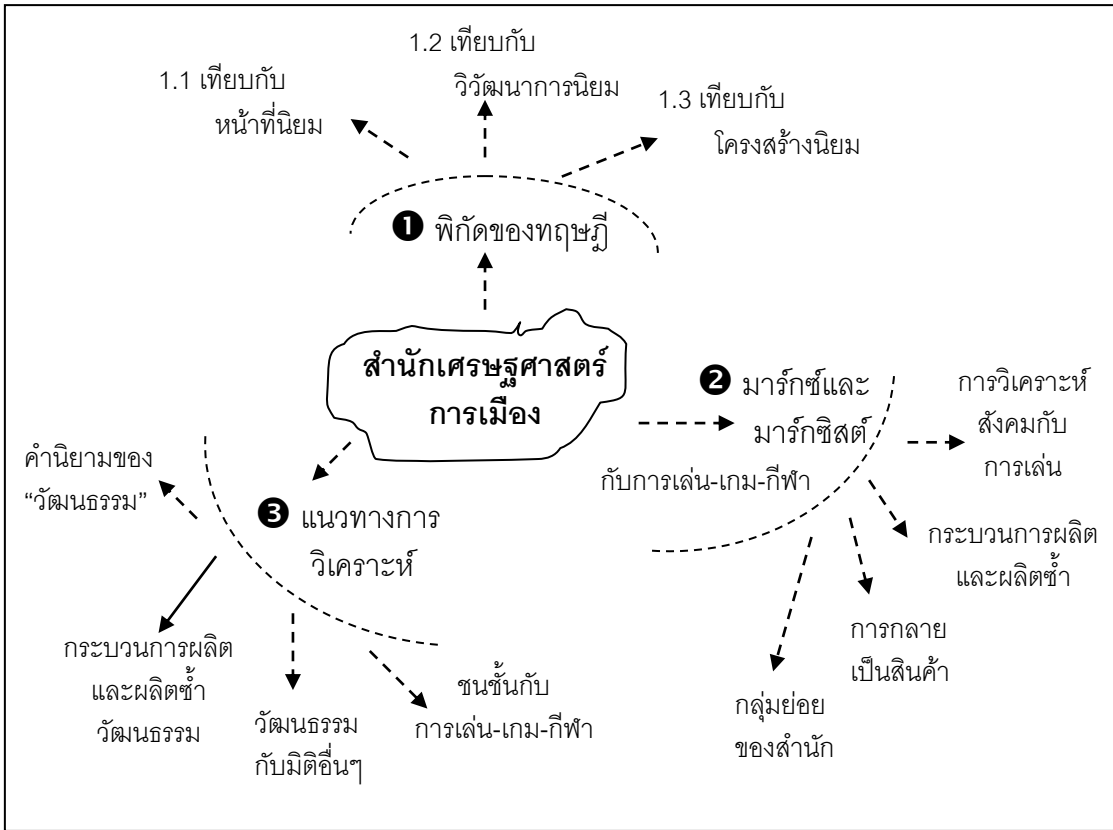 1.1 เทียบกับ
หน้าที่นิยม
1.2 เทียบกับ
วิวัฒนาการนิยม
1.3 เทียบกับ
โครงสร้างนิยม
❶ พิกัดของทฤษฎี
สำนักเศรษฐศาสตร์
การเมือง
❷ มาร์กซ์และ
มาร์กซิสต์
กับการเล่น-เกม-กีฬา
การวิเคราะห์
สังคมกับ
การเล่น
กระบวนการผลิต
และผลิตซ้ำ
การกลาย
เป็นสินค้า
กลุ่มย่อย
ของสำนัก
❸ แนวทางการ
วิเคราะห์
คำนิยามของ
“วัฒนธรรม”
กระบวนการผลิต
และผลิตซ้ำ
วัฒนธรรม
วัฒนธรรม
กับมิติอื่นๆ
ชนชั้นกับ
การเล่น-เกม-กีฬา